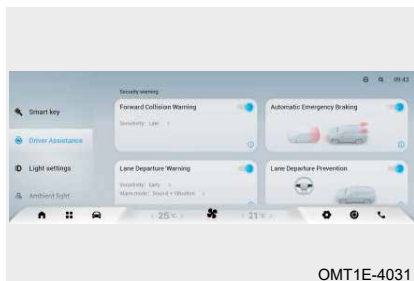 09:43
Security warning
Smart key
Forward Collision Warning
Automatic Emergency Braking
Sensitivity: Late >
Driver Assistance
Light settings
Lane Departure Warning
Lane Departure Prevention
Sensitivity: Early >
Alarm mode: Sound + Vibration >
Ambient light
25 °C
21 °C
OMT1E-4031